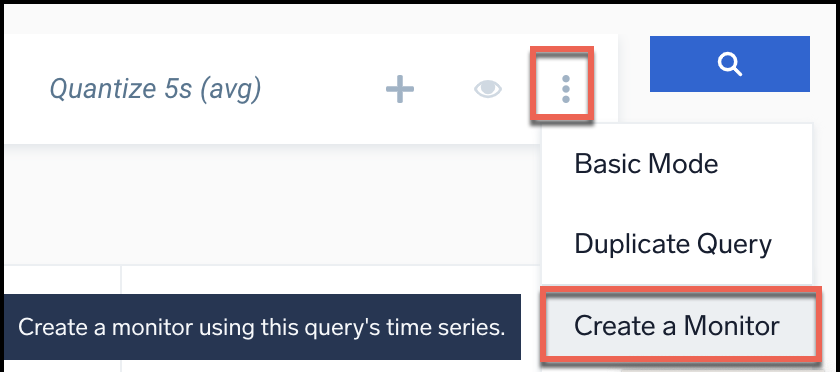 Quantize 5s (avg)
Basic Mode
Duplicate Query
Create a monitor using this query's time series.
Create a Monitor